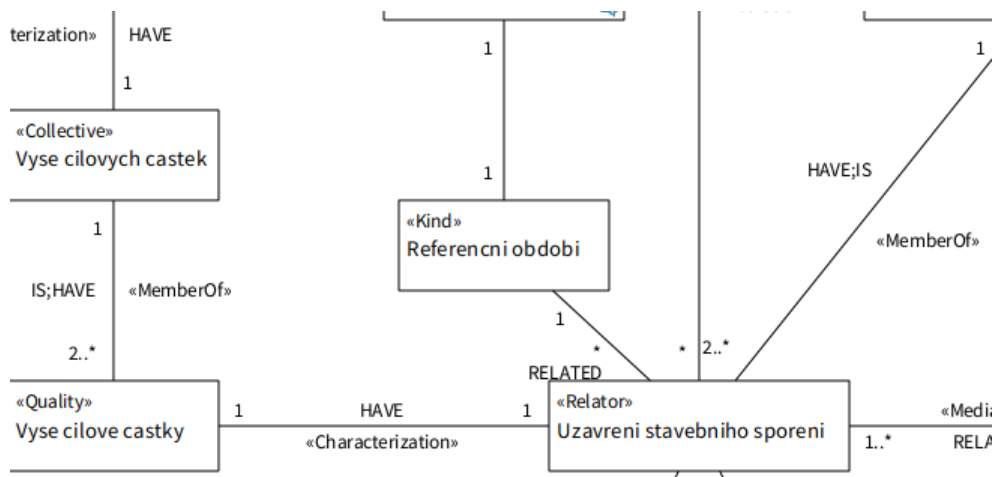 terization»
HAVE
1
1
1
«Collective»
Vyse cilovych castek
1
1
HAVE;IS
«Kind»
Referencni obdobi
«MemberOf»
IS;HAVE
«MemberOf»
1
2..*
*
*
2..*
RELATED
«Quality»
Vyse cilove castky
1
HAVE
1
«Characterization»
«Relator»
Uzavreni stavebniho sporeni
«Media
1..*
RELA